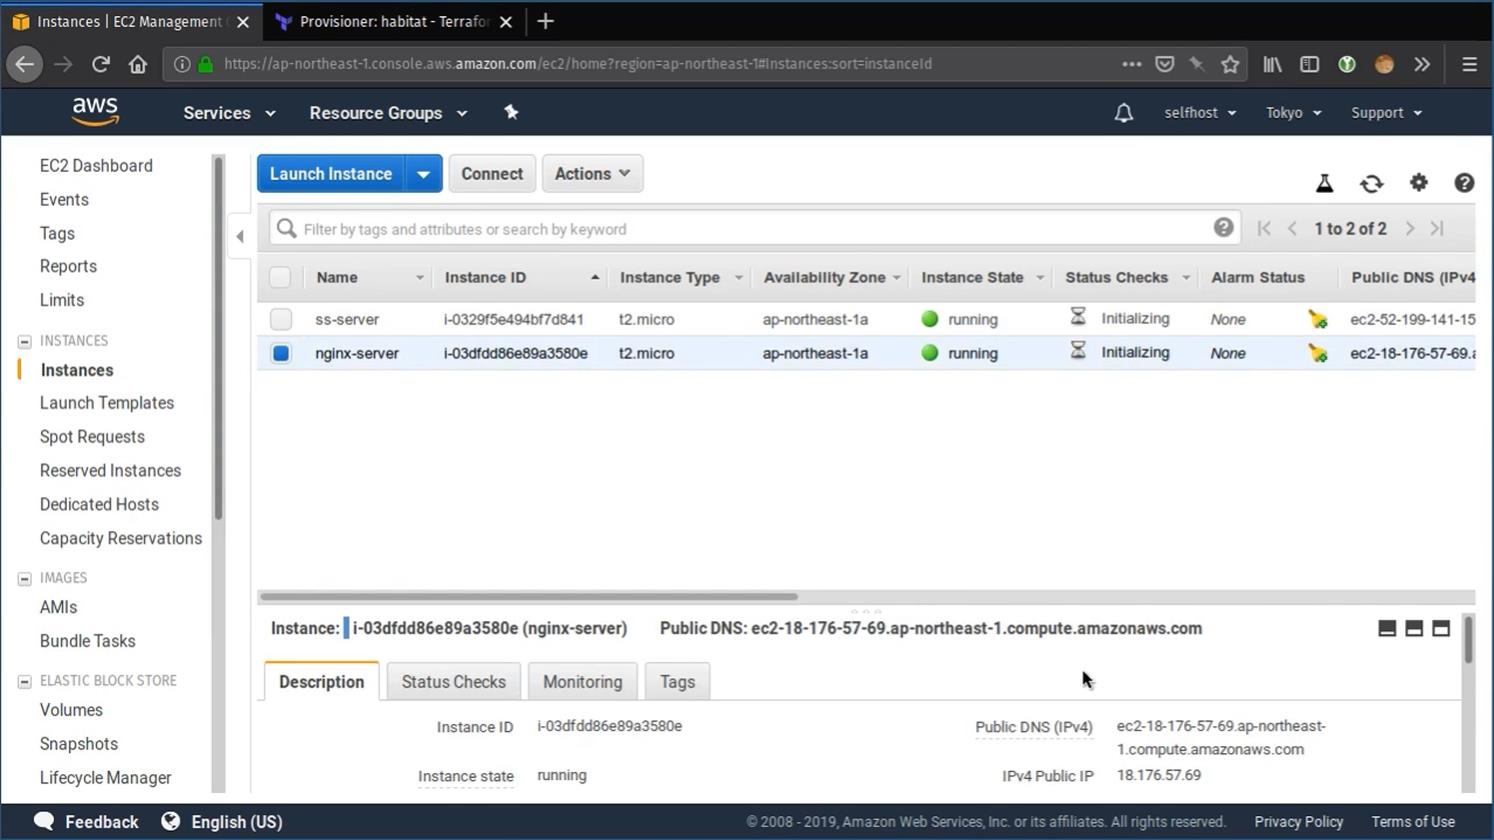 Instances | EC2 Management
Provisioner: habitat - Terrafor
https://ap-northeast-1.console.aws.amazon.com/ec2/home?region=ap-northeast-1#Instances:sort=instanceId
aws
Services
Resource Groups
selfhost
Tokyo
Support
EC2 Dashboard
Events
Tags
Reports
Limits
INSTANCES
Instances
Launch Templates
Spot Requests
Reserved Instances
Dedicated Hosts
Capacity Reservations
IMAGES
AMIs
Bundle Tasks
ELASTIC BLOCK STORE
Volumes
Snapshots
Lifecycle Manager
Launch Instance
Connect
Actions
Filter by tags and attributes or search by keyword
1 to 2 of 2
Name Instance ID Instance Type Availability Zone Instance State Status Checks Alarm Status Public DNS (IPv4
ss-server i-0329f5e494bf7d841 t2.micro ap-northeast-1a running Initializing None ec2-52-199-141-15
nginx-server i-03dfdd86e89a3580e t2.micro ap-northeast-1a running Initializing None ec2-18-176-57-69.a
Instance: i-03dfdd86e89a3580e (nginx-server) Public DNS: ec2-18-176-57-69.ap-northeast-1.compute.amazonaws.com
Description
Status Checks
Monitoring
Tags
Instance ID i-03dfdd86e89a3580e
Public DNS (IPv4) ec2-18-176-57-69.ap-northeast-
1.compute.amazonaws.com
Instance state running
IPv4 Public IP 18.176.57.69
Feedback
English (US)
© 2008 - 2019, Amazon Web Services, Inc. or its affiliates. All rights reserved.
Privacy Policy
Terms of Use